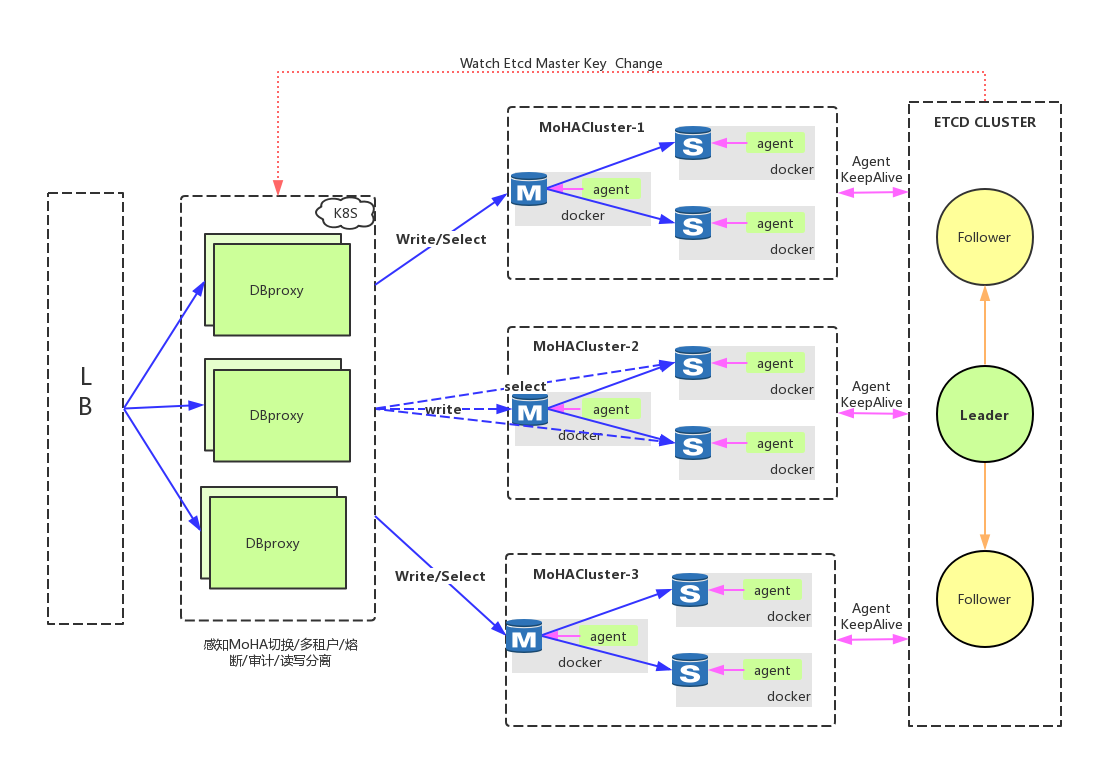 Watch Etcd Master Key  Change
L
B
K8S
DBproxy
DBproxy
DBproxy
感知MoHA切换/多租户/熔
断/审计/读写分离
Write/Select
select
write
Write/Select
MoHACluster-1
M
agent
docker
S
agent
docker
S
agent
docker
MoHACluster-2
M
agent
docker
S
agent
docker
S
agent
docker
MoHACluster-3
M
agent
docker
S
agent
docker
S
agent
docker
Agent
KeepAlive
Agent
KeepAlive
Agent
KeepAlive
ETCD CLUSTER
Follower
Leader
Follower